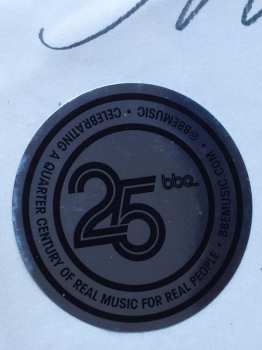 CELEBRATING A QUARTER CENTURY OF REAL MUSIC FOR REAL PEOPLE • BBEMUSIC.COM • @BBEMUSIC •
25 bbe